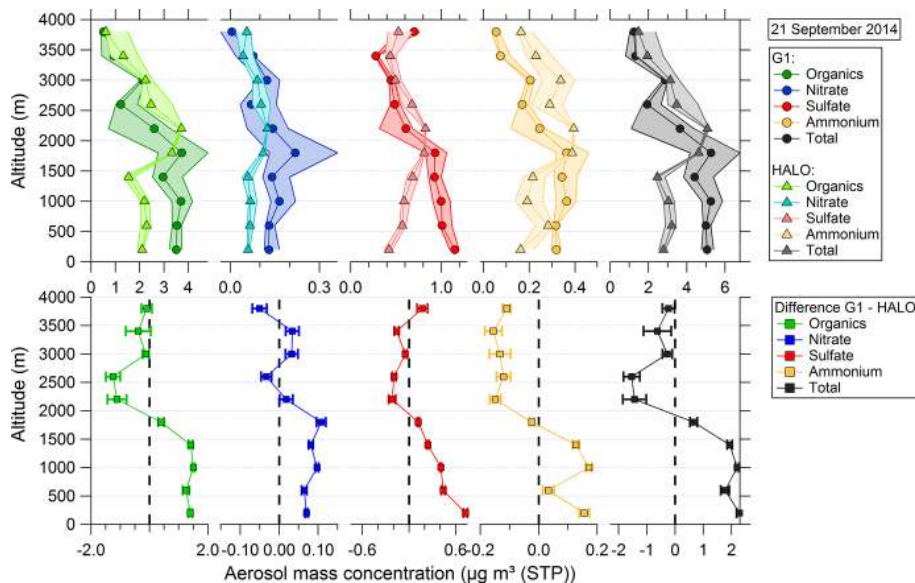 4000
3500
3000
2500
2000
1500
1000
500
0
Altitude (m)
0 1 2 3 4
0.0 0.3
0.0 1.0
0.0 0.2 0.4
0 2 4 6
21 September 2014
G1:
Organics
Nitrate
Sulfate
Ammonium
Total
HALO:
Organics
Nitrate
Sulfate
Ammonium
Total
4000
3500
3000
2500
2000
1500
1000
500
0
Altitude (m)
-2.0 0.0 2.0
-0.10 0.00 0.10
-0.6 0.6
-0.2 0.0 0.2
-2 -1 0 1 2
Difference G1 - HALO
Organics
Nitrate
Sulfate
Ammonium
Total
Aerosol mass concentration (μg m³ (STP))